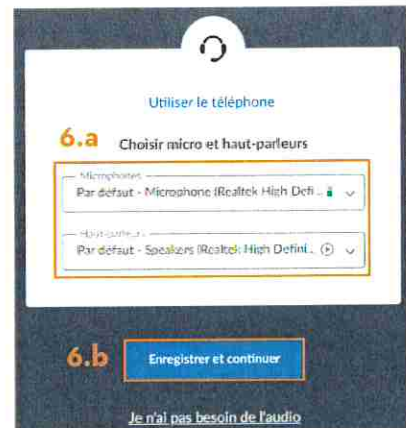 Utiliser le téléphone
6.a Choisir micro et haut-parleurs
Microphones
Par défaut - Microphone (Realtek High Defi...
Haut-parleurs
Par défaut - Speakers (Realtek High Defini...
6.b Enregistrer et continuer
Je n'ai pas besoin de l'audio